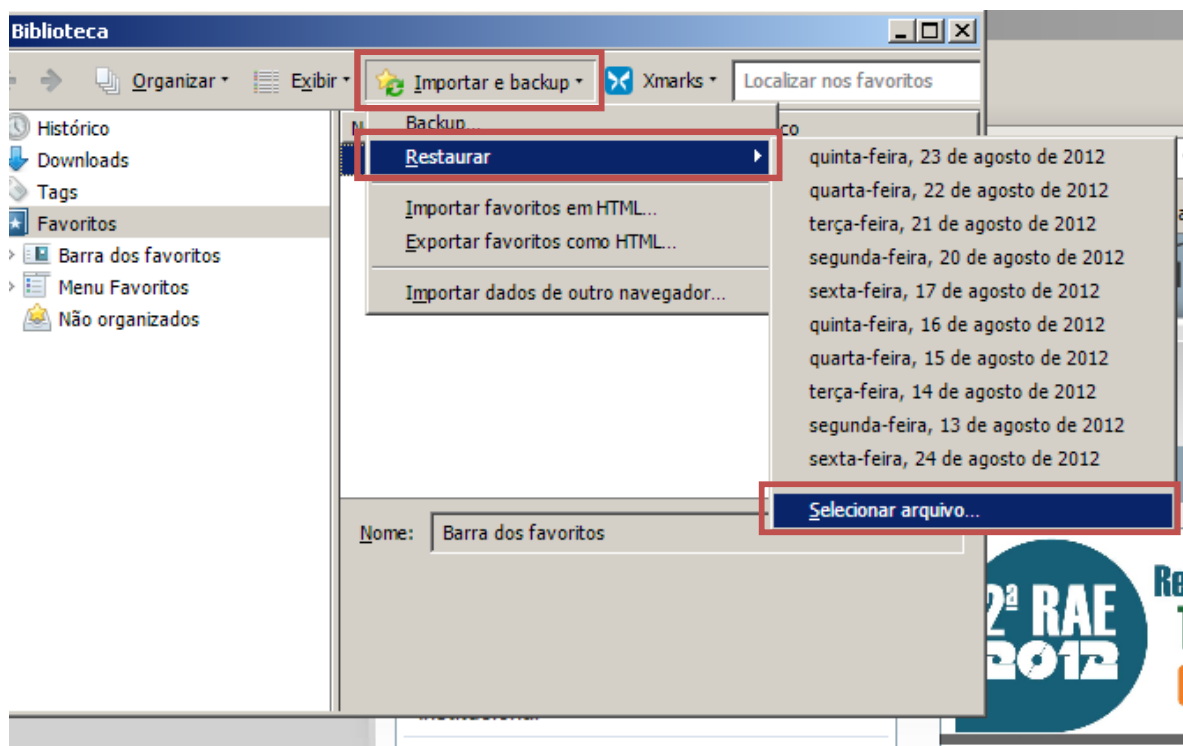 Biblioteca
Organizar Exibir Importar e backup Xmarks Localizar nos favoritos
Histórico
Downloads
Tags
Favoritos
Barra dos favoritos
Menu Favoritos
Não organizados
N
co
Backup...
Restaurar
Importar favoritos em HTML...
Exportar favoritos como HTML...
Importar dados de outro navegador...
quinta-feira, 23 de agosto de 2012
quarta-feira, 22 de agosto de 2012
terça-feira, 21 de agosto de 2012
segunda-feira, 20 de agosto de 2012
sexta-feira, 17 de agosto de 2012
quinta-feira, 16 de agosto de 2012
quarta-feira, 15 de agosto de 2012
terça-feira, 14 de agosto de 2012
segunda-feira, 13 de agosto de 2012
sexta-feira, 24 de agosto de 2012
Selecionar arquivo...
Nome: Barra dos favoritos
2ª RAE
2012
Re